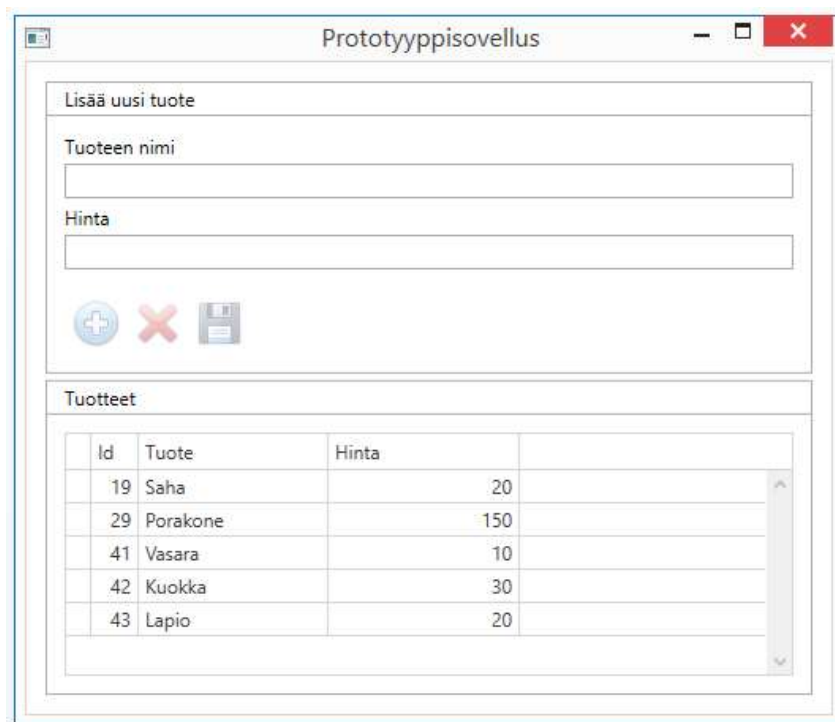 Prototyyppisovellus
Lisää uusi tuote
Tuoteen nimi
Hinta
Tuotteet
Id Tuote Hinta
19 Saha 20
29 Porakone 150
41 Vasara 10
42 Kuokka 30
43 Lapio 20